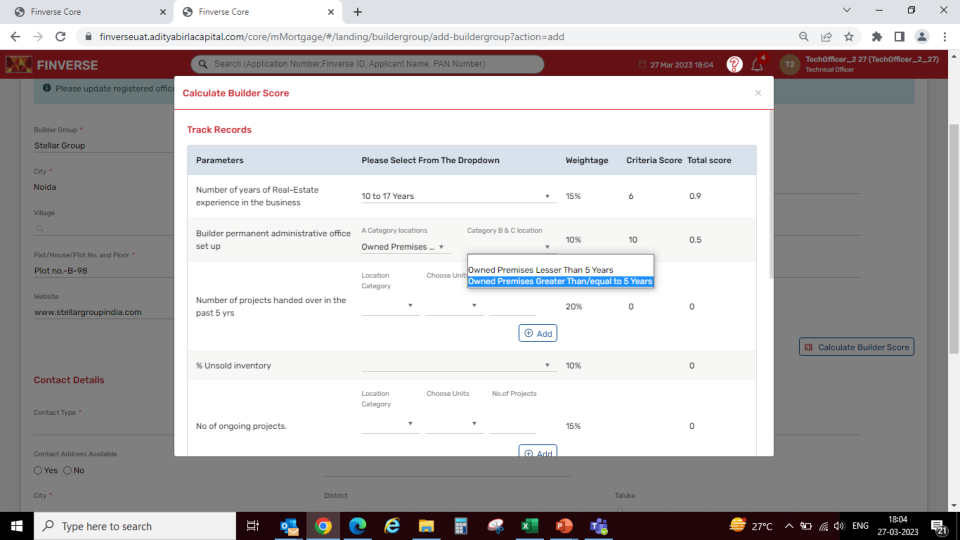 Finverse Core
Finverse Core
finverseuat.adityabirlacapital.com/core/mMortgage/#/landing/buildergroup/add-buildergroup?action=add
FINVERSE
Search (Application Number,Finverse ID, Applicant Name, PAN Number)
27 Mar 2023 18:04
?
4
T2
TechOfficer_2 27 (TechOfficer_2_27)
Technical Officer
Please update registered office
Calculate Builder Score
×
Track Records
Parameters Please Select From The Dropdown Weightage Criteria Score Total score
Number of years of Real-Estate
experience in the business
10 to 17 Years 15% 6 0.9
Builder permanent administrative office
set up
A Category locations Category B & C location
Owned Premises ... 10% 10 0.5
Owned Premises Lesser Than 5 Years
Owned Premises Greater Than/equal to 5 Years
Location
Category
Choose Units
Number of projects handed over in the
past 5 yrs
20% 0 0
Add
% Unsold inventory 10% 0
Location
Category
Choose Units No.of Projects
No of ongoing projects. 15% 0
Add
Builder Group *
Stellar Group
City *
Noida
Village
Flat/House/Plot No. and Floor *
Plot no.-B-98
Website
www.stellargroupindia.com
Calculate Builder Score
Contact Details
Contact Type *
Contact Address Available
Yes No
City * District Taluka
Type here to search
27°C
ENG
18:04
27-03-2023
21